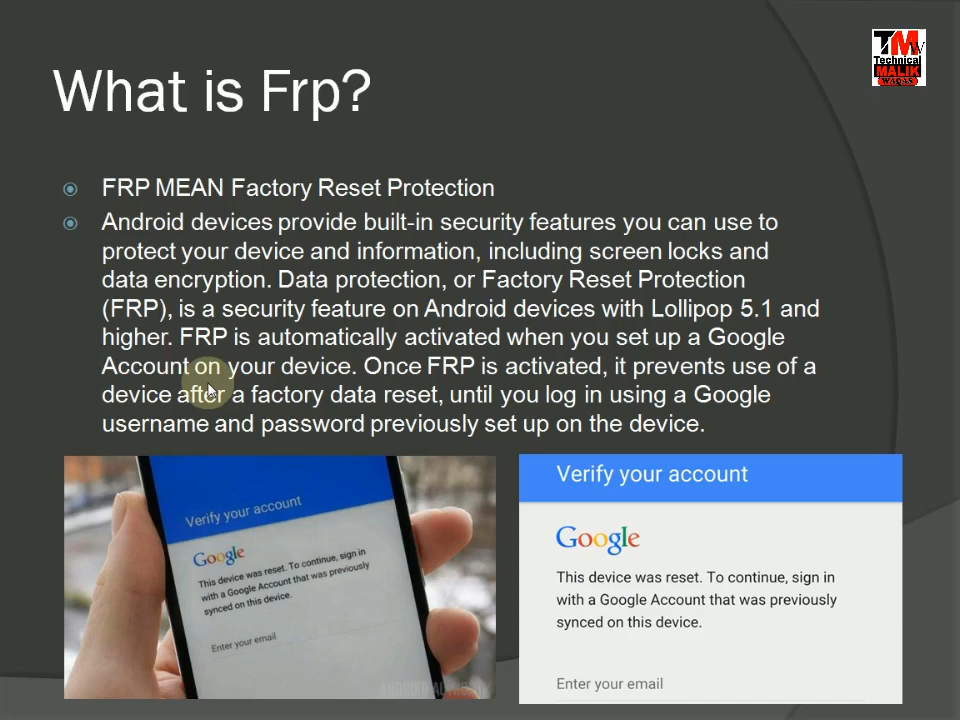 What is Frp?
TMW
Technical
MALIK
WAQAS
FRP MEAN Factory Reset Protection
Android devices provide built-in security features you can use to
protect your device and information, including screen locks and
data encryption. Data protection, or Factory Reset Protection
(FRP), is a security feature on Android devices with Lollipop 5.1 and
higher. FRP is automatically activated when you set up a Google
Account on your device. Once FRP is activated, it prevents use of a
device after a factory data reset, until you log in using a Google
username and password previously set up on the device.
Verify your account
Google
This device was reset. To continue, sign in
with a Google Account that was previously
synced on this device.
Enter your email
Verify your account
Google
This device was reset. To continue, sign in
with a Google Account that was previously
synced on this device.
Enter your email